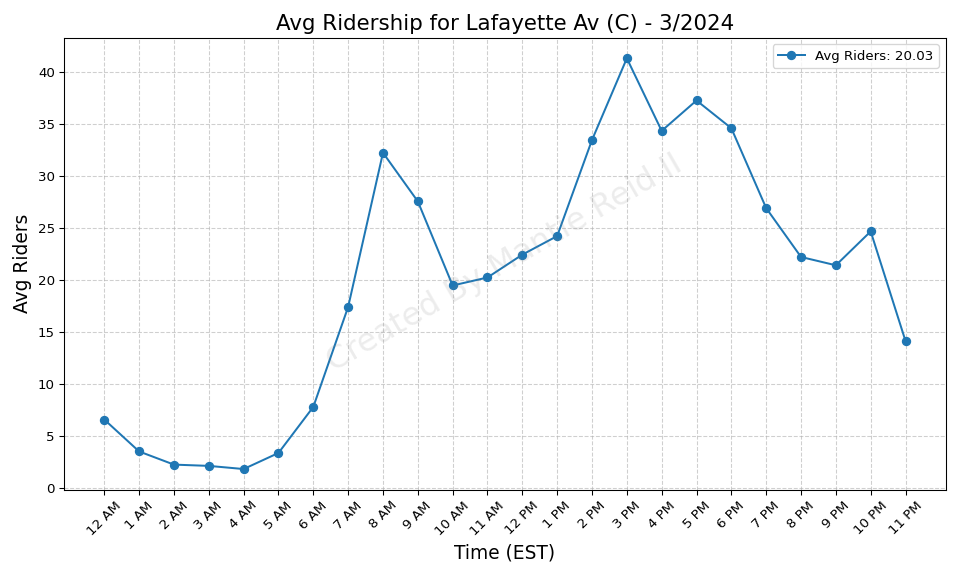 Avg Ridership for Lafayette Av (C) - 3/2024
Avg Riders: 20.03
40
35
30
25
20
15
10
5
0
Avg Riders
Created By Mantie Reid II
12 AM
1 AM
2 AM
3 AM
4 AM
5 AM
6 AM
7 AM
8 AM
9 AM
10 AM
11 AM
12 PM
1 PM
2 PM
3 PM
4 PM
5 PM
6 PM
7 PM
8 PM
9 PM
10 PM
11 PM
Time (EST)